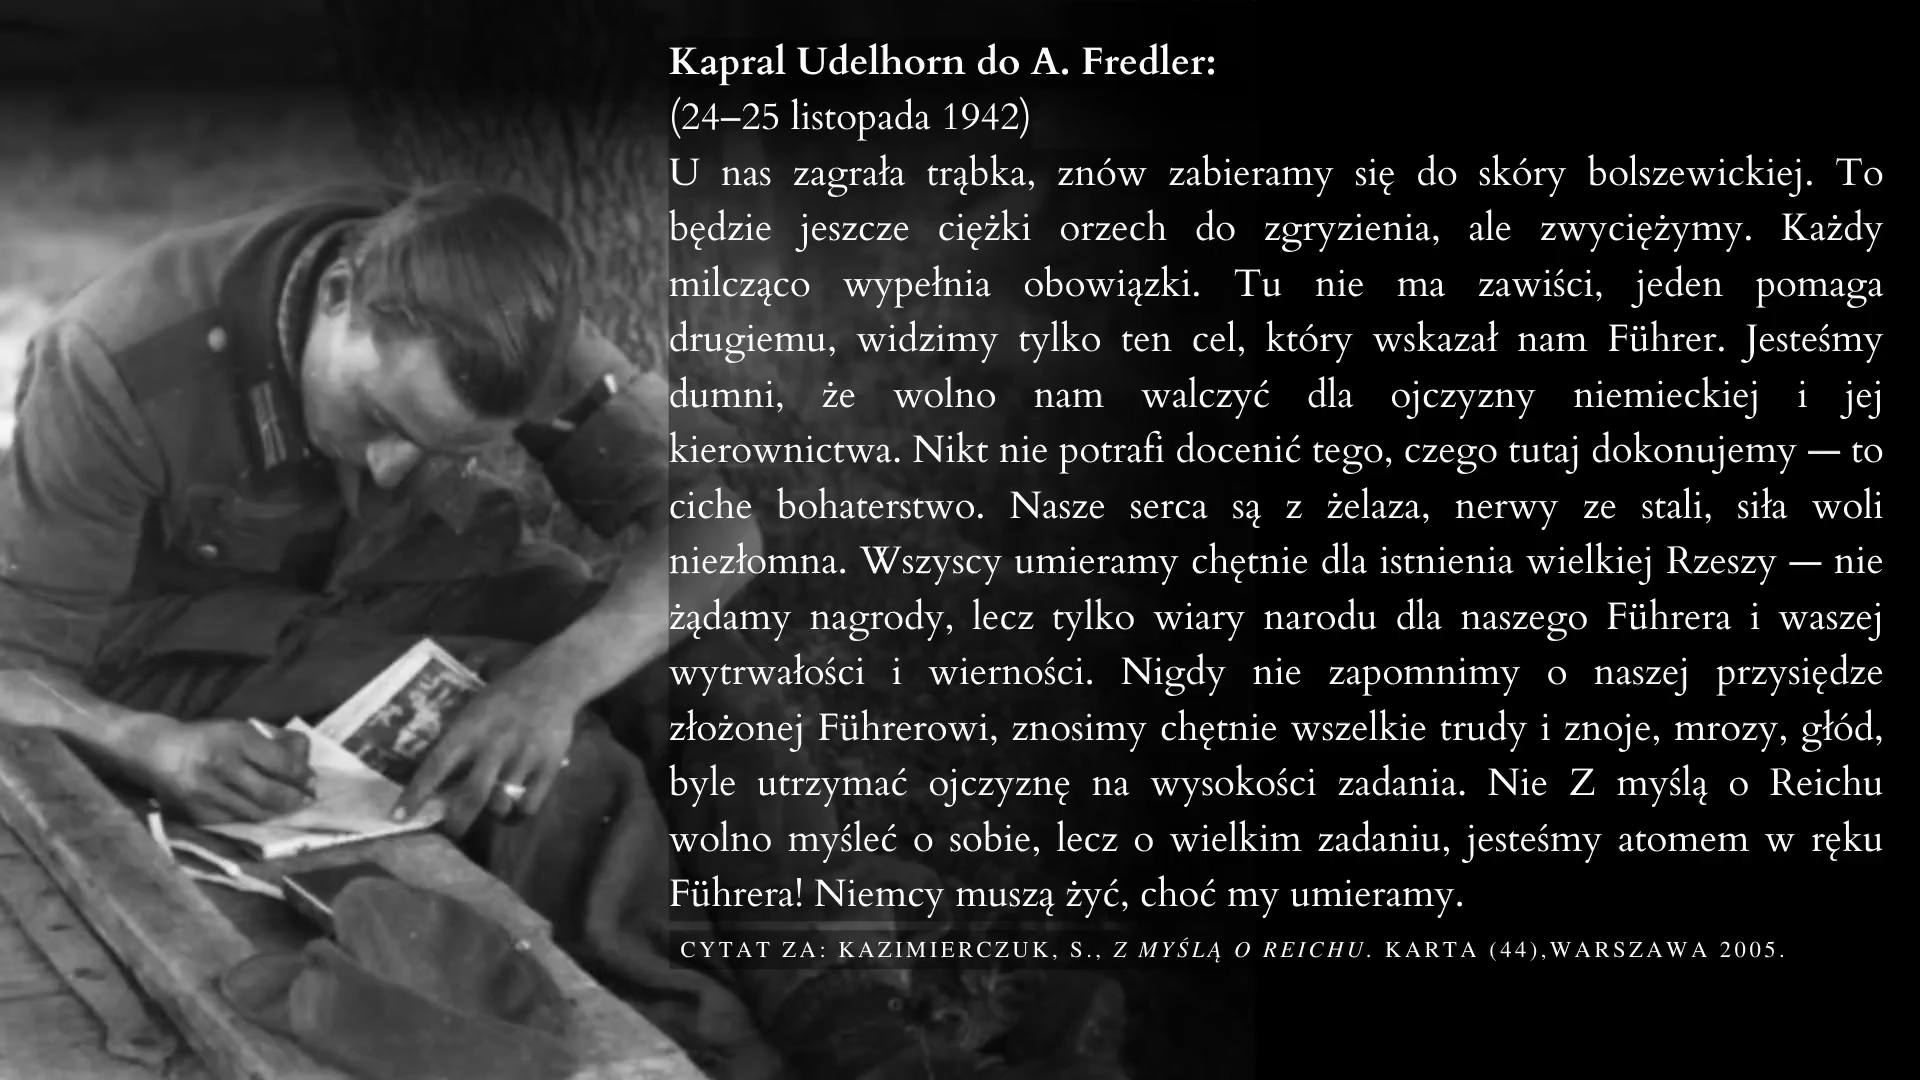 Kapral Udelhorn do A. Fredler:
(24–25 listopada 1942)
U nas zagrała trąbka, znów zabieramy się do skóry bolszewickiej. To
będzie jeszcze ciężki orzech do zgryzienia, ale zwyciężymy. Każdy
milcząco wypełnia obowiązki. Tu nie ma zawiści, jeden pomaga
drugiemu, widzimy tylko ten cel, który wskazał nam Führer. Jesteśmy
dumni, że wolno nam walczyć dla ojczyzny niemieckiej i jej
kierownictwa. Nikt nie potrafi docenić tego, czego tutaj dokonujemy — to
ciche bohaterstwo. Nasze serca są z żelaza, nerwy ze stali, siła woli
niezłomna. Wszyscy umieramy chętnie dla istnienia wielkiej Rzeszy — nie
żądamy nagrody, lecz tylko wiary narodu dla naszego Führera i waszej
wytrwałości i wierności. Nigdy nie zapomnimy o naszej przysiędze
złożonej Führerowi, znosimy chętnie wszelkie trudy i znoje, mrozy, głód,
byle utrzymać ojczyznę na wysokości zadania. Nie Z myślą o Reichu
wolno myśleć o sobie, lecz o wielkim zadaniu, jesteśmy atomem w ręku
Führera! Niemcy muszą żyć, choć my umieramy.
CYTAT ZA: KAZIMIERCZUK, S., Z MYŚLĄ O REICHU. KARTA (44),WARSZAWA 2005.